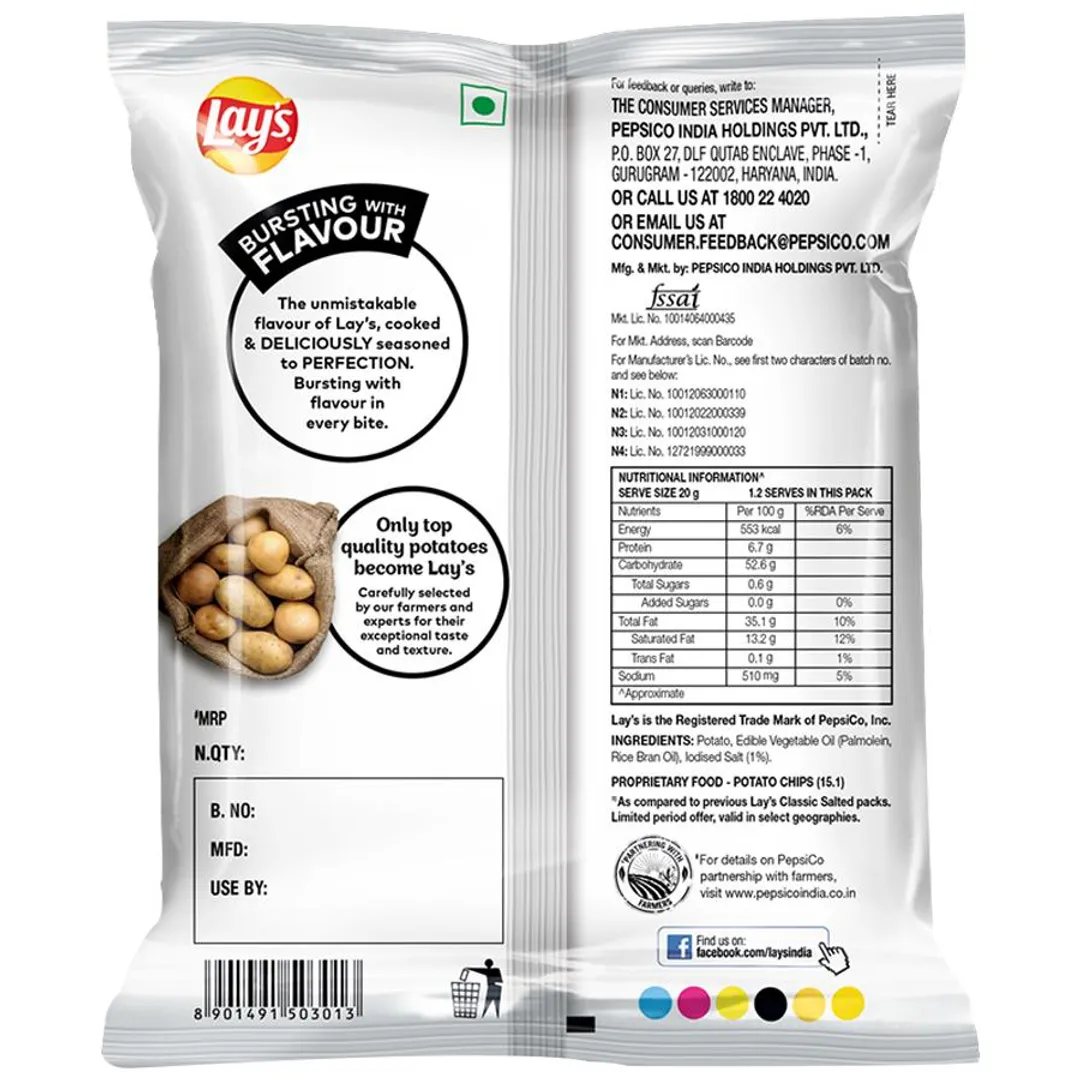 Lay's
BURSTING WITH
FLAVOUR
The unmistakable
flavour of Lay's, cooked
& DELICIOUSLY seasoned
to PERFECTION.
Bursting with
flavour in
every bite.
Only top
quality potatoes
become Lay's
Carefully selected
by our farmers and
experts for their
exceptional taste
and texture.
#MRP
N.QTY:
B. NO:
MFD:
USE BY:
8 901491 503013
For feedback or queries, write to:
THE CONSUMER SERVICES MANAGER,
PEPSICO INDIA HOLDINGS PVT. LTD.,
P.O. BOX 27, DLF QUTAB ENCLAVE, PHASE -1,
GURUGRAM - 122002, HARYANA, INDIA.
OR CALL US AT 1800 22 4020
OR EMAIL US AT
CONSUMER.FEEDBACK@PEPSICO.COM
TEAR HERE
Mfg. & Mkt. by: PEPSICO INDIA HOLDINGS PVT. LTD.
fssai
Mkt. Lic. No. 10014064000435
For Mkt. Address, scan Barcode
For Manufacturer's Lic. No., see first two characters of batch no.
and see below:
N1: Lic. No. 10012063000110
N2: Lic. No. 10012022000339
N3: Lic. No. 10012031000120
N4: Lic. No. 12721999000033
NUTRITIONAL INFORMATION^
SERVE SIZE 20 g 1.2 SERVES IN THIS PACK
Nutrients Per 100 g %RDA Per Serve
Energy 553 kcal 6%
Protein 6.7 g
Carbohydrate 52.6 g
Total Sugars 0.6 g
Added Sugars 0.0 g 0%
Total Fat 35.1 g 10%
Saturated Fat 13.2 g 12%
Trans Fat 0.1 g 1%
Sodium 510 mg 5%
^Approximate
Lay's is the Registered Trade Mark of PepsiCo, Inc.
INGREDIENTS: Potato, Edible Vegetable Oil (Palmolein,
Rice Bran Oil), Iodised Salt (1%).
PROPRIETARY FOOD - POTATO CHIPS (15.1)
As compared to previous Lay's Classic Salted packs.
Limited period offer, valid in select geographies.
PARTNERING WITH
FARMERS
For details on PepsiCo
partnership with farmers,
visit www.pepsicoindia.co.in
f Find us on:
facebook.com/laysindia